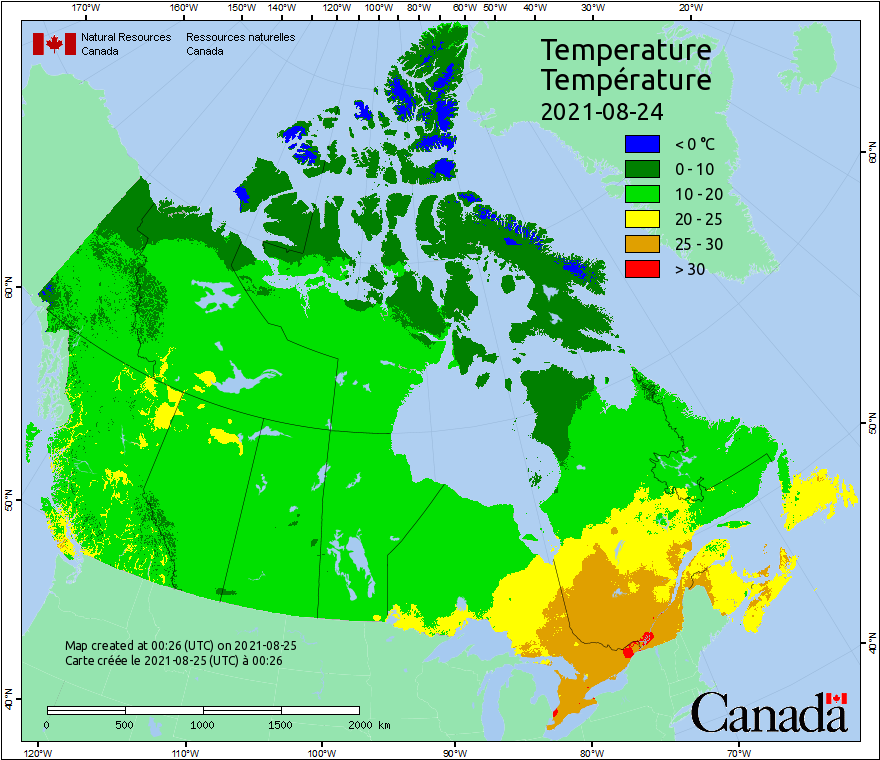 170°W 160°W 150°W 140°W 120°W 100°W 80°W 60°W 50°W 40°W 30°W 20°W
Natural Resources Ressources naturelles
Canada Canada
Temperature
Température
2021-08-24
< 0 °C
0 - 10
10 - 20
20 - 25
25 - 30
> 30
60°N
60°N
50°N
50°N
40°N
40°N
Map created at 00:26 (UTC) on 2021-08-25
Carte créée le 2021-08-25 (UTC) à 00:26
0 500 1000 1500 2000 km
Canada
120°W 110°W 100°W 90°W 80°W 70°W